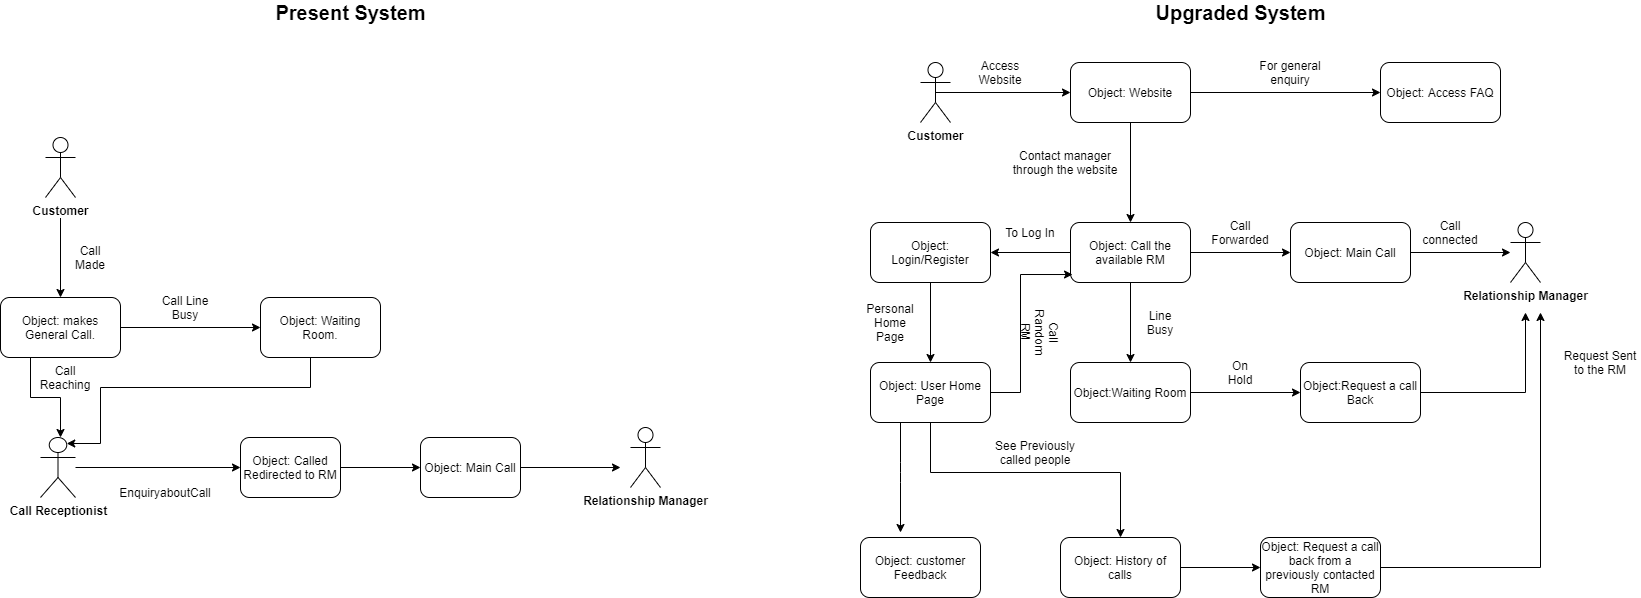 Present System
Customer
Call
Made
Object: makes
General Call.
Call Line
Busy
Object: Waiting
Room.
Call
Reaching
Call Receptionist
EnquiryaboutCall
Object: Called
Redirected to RM
Object: Main Call
Relationship Manager
Upgraded System
Customer
Access
Website
Object: Website
For general
enquiry
Object: Access FAQ
Contact manager
through the website
Object:
Login/Register
To Log In
Object: Call the
available RM
Call
Forwarded
Object: Main Call
Call
connected
Relationship Manager
Personal
Home
Page
Call
Random
RM
Line
Busy
Object: User Home
Page
Object:Waiting Room
On
Hold
Object:Request a call
Back
Request Sent
to the RM
See Previously
called people
Object: customer
Feedback
Object: History of
calls
Object: Request a call
back from a
previously contacted
RM